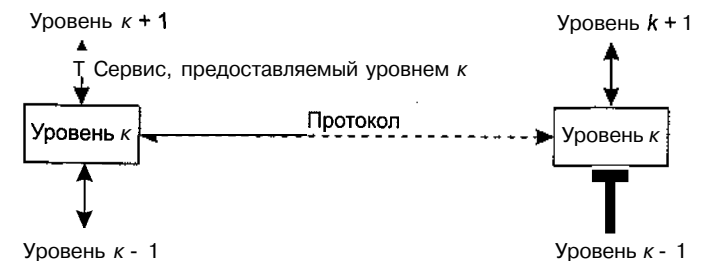 Уровень к + 1
Уровень k + 1
Т Сервис, предоставляемый уровнем к
Уровень к
Протокол
Уровень к
Уровень к - 1
Уровень к - 1